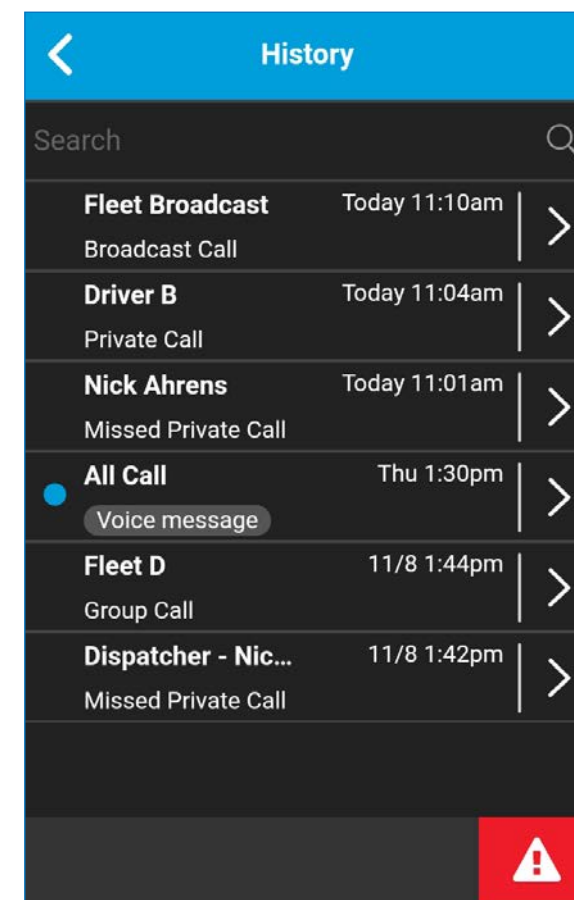 History
Search
Fleet Broadcast Today 11:10am
Broadcast Call
Driver B Today 11:04am
Private Call
Nick Ahrens Today 11:01am
Missed Private Call
All Call Thu 1:30pm
Voice message
Fleet D 11/8 1:44pm
Group Call
Dispatcher - Nic... 11/8 1:42pm
Missed Private Call